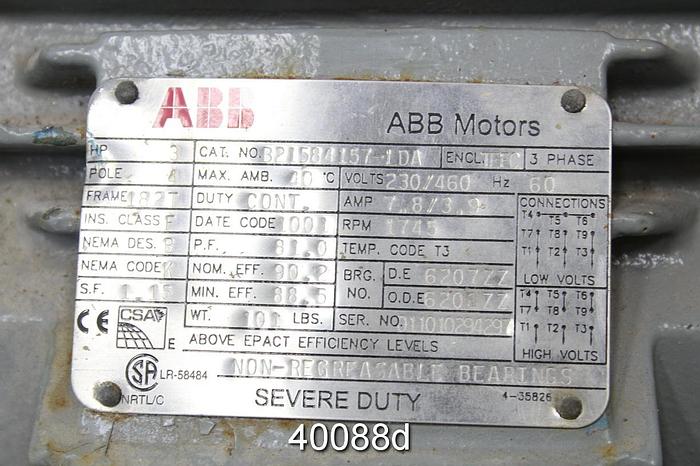 ABB
ABB Motors
HP 3 CAT. NO. ENCL. 3 PHASE
POLE 4 MAX. AMB. 40 °C VOLTS 230/460 Hz 60
FRAME 182T DUTY CONT. AMP 7.8/3.9 CONNECTIONS
INS. CLASS F DATE CODE RPM 1745 T4 T5 T6
NEMA DES. B P.F. 81.0 TEMP. CODE T3 T7 T8 T9
NEMA CODE K NOM. EFF. 90.2 BRG. NO. D.E 6207ZZ T1 T2 T3
S.F. 1.15 MIN. EFF. 88.5 O.D.E LOW VOLTS
WT. 101 LBS. SER. NO. T4 T5 T6
CE CSA E ABOVE EPACT EFFICIENCY LEVELS T7 T8 T9
T1 T2 T3
HIGH VOLTS
SA LR-58484 NON-REGREASABLE BEARINGS
NRTL/C SEVERE DUTY 4-35826
40088d